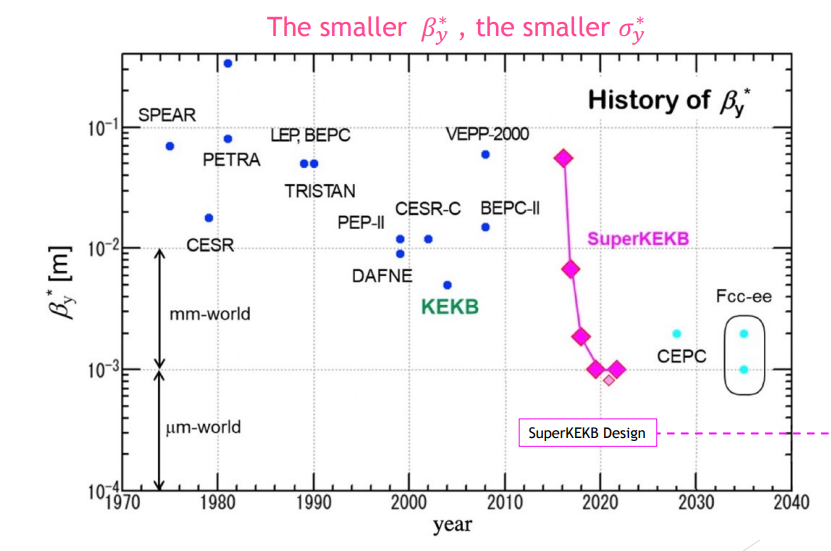 The smaller β*y , the smaller σ*y
History of βy*
SPEAR
PETRA
LEP, BEPC
TRISTAN
VEPP-2000
CESR
PEP-II
CESR-C
BEPC-II
DAFNE
KEKB
SuperKEKB
mm-world
μm-world
Fcc-ee
CEPC
SuperKEKB Design
βy* [m]
10-1
10-2
10-3
10-4
1970 1980 1990 2000 2010 2020 2030 2040
year